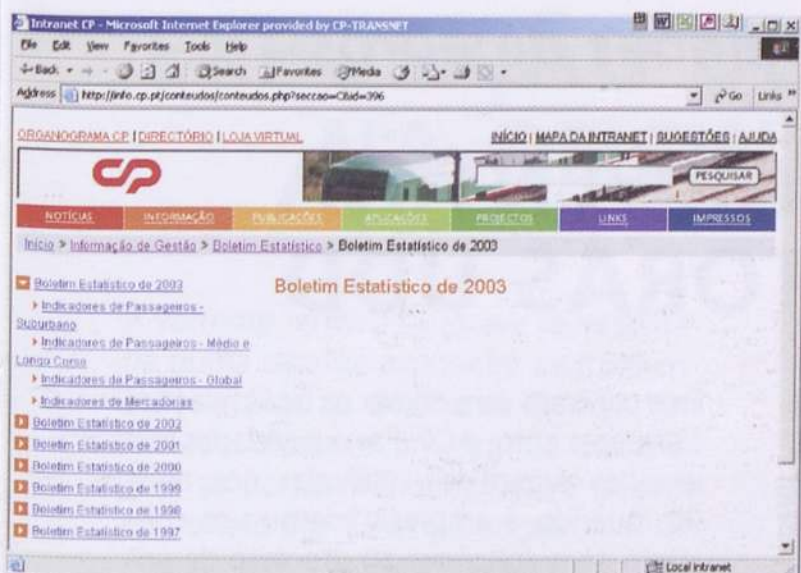 Intranet CP - Microsoft Internet Explorer provided by CP-TRANSNET
File Edit View Favorites Tools Help
Back Search Favorites Media
Address http://info.cp.pt/conteudos/conteudos.php?seccao=CI&id=396 Go Links »
ORGANOGRAMA CP | DIRECTÓRIO | LOJA VIRTUAL INÍCIO | MAPA DA INTRANET | SUGESTÕES | AJUDA
CP
PESQUISAR
NOTÍCIAS INFORMAÇÃO PUBLICAÇÕES APLICAÇÕES PROJECTOS LINKS IMPRESSOS
Início > Informação de Gestão > Boletim Estatístico > Boletim Estatístico de 2003
Boletim Estatístico de 2003
Boletim Estatístico de 2003
Indicadores de Passageiros -
Suburbano
Indicadores de Passageiros - Médio e
Longo Curso
Indicadores de Passageiros - Global
Indicadores de Mercadorias
Boletim Estatístico de 2002
Boletim Estatístico de 2001
Boletim Estatístico de 2000
Boletim Estatístico de 1999
Boletim Estatístico de 1998
Boletim Estatístico de 1997
Local intranet